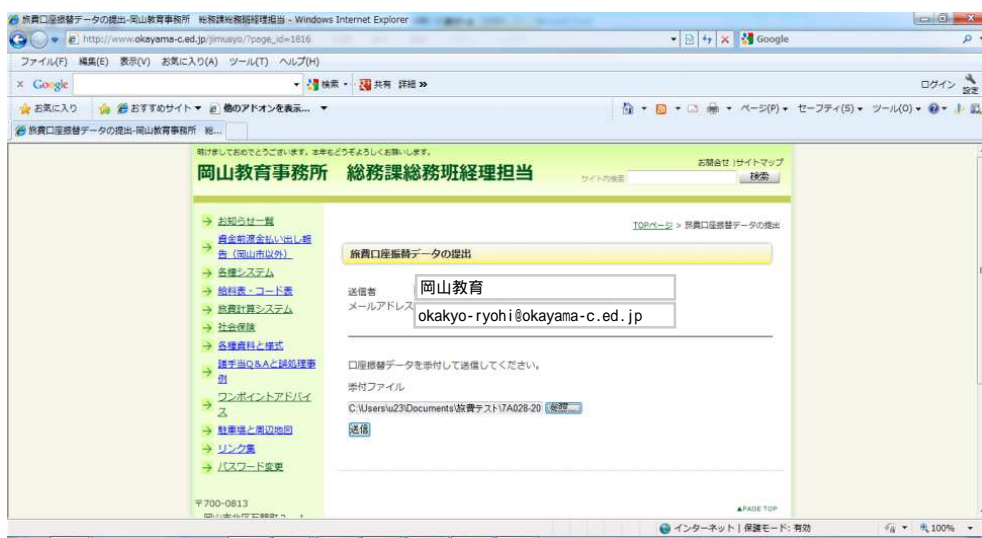 旅費口座振替データの提出-岡山教育事務所 総務課総務班経理担当 - Windows Internet Explorer
http://www.okayama-c.ed.jp/jimusyo/?page_id=1816
Google
ファイル(F) 編集(E) 表示(V) お気に入り(A) ツール(T) ヘルプ(H)
x Google 検索 共有 詳細 »
ログイン 設定
お気に入り おすすめサイト ▼ 他のアドオンを表示... ▼
ページ(P) ▼ セーフティ(S) ▼ ツール(O) ▼
旅費口座振替データの提出-岡山教育事務所 総...
明けましておめでとうございます。本年もどうぞよろしくお願いします。
岡山教育事務所 総務課総務班経理担当
お問合せ |サイトマップ
サイト内検索 検索
→ お知らせ一覧
→ 資金前渡金払い出し報
告(岡山市以外)
→ 各種システム
→ 給料表・コード表
→ 旅費計算システム
→ 社会保険
→ 各種資料と様式
→ 諸手当Q&Aと誤処理事
例
→ ワンポイントアドバイ
ス
→ 駐車場と周辺地図
→ リンク集
→ パスワード変更
〒700-0813
TOPページ > 旅費口座振替データの提出
旅費口座振替データの提出
送信者 岡山教育
メールアドレス okakyo-ryohi@okayama-c.ed.jp
口座振替データを添付して送信してください。
添付ファイル
C:\Users\u23\Documents\旅費テスト\7A028-20 参照...
送信
▲PAGE TOP
インターネット | 保護モード: 有効
100%